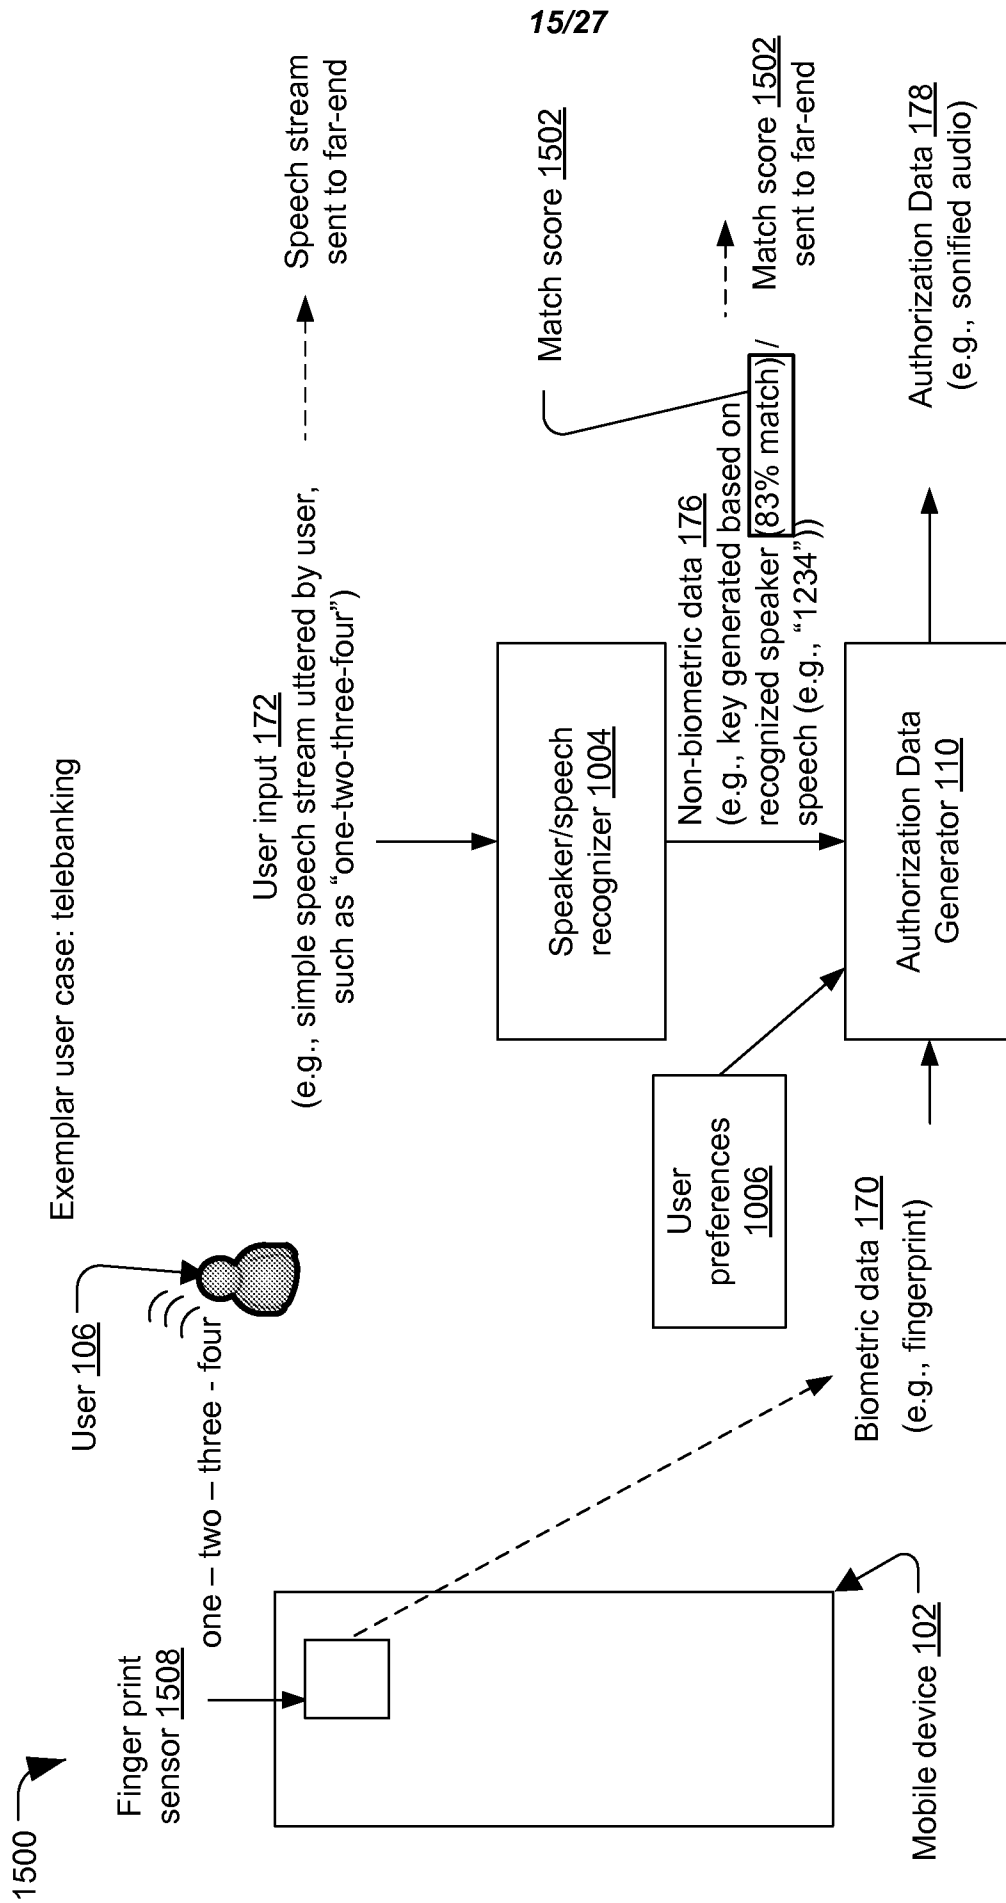 15/27
1500
Exemplar user case: telebanking
User 106
Finger print
sensor 1508
one – two – three - four
Mobile device 102
User input 172
(e.g., simple speech stream uttered by user,
such as “one-two-three-four”)
Speech stream
sent to far-end
Speaker/speech
recognizer 1004
Match score 1502
Non-biometric data 176
(e.g., key generated based on
recognized speaker (83% match) /
speech (e.g., “1234”))
Match score 1502
sent to far-end
User
preferences
1006
Biometric data 170
(e.g., fingerprint)
Authorization Data
Generator 110
Authorization Data 178
(e.g., sonified audio)